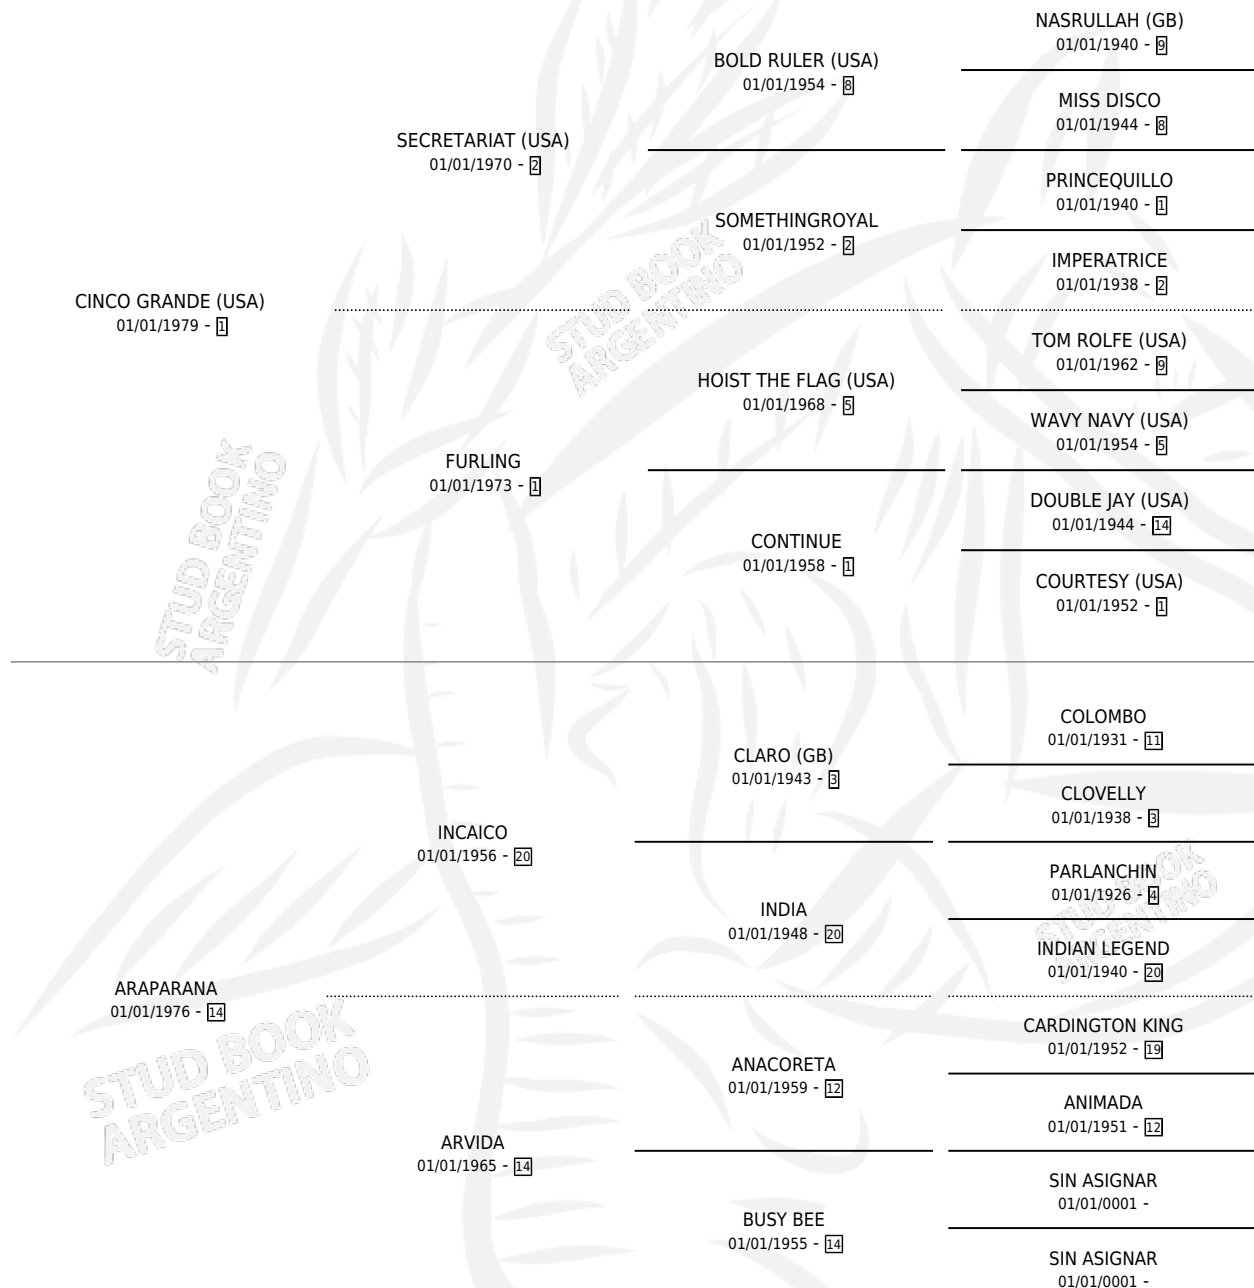 NASRULLAH (GB)
01/01/1940 - 9
BOLD RULER (USA)
01/01/1954 - 8
MISS DISCO
01/01/1944 - 8
SECRETARIAT (USA)
01/01/1970 - 2
PRINCEQUILLO
01/01/1940 - 1
SOMETHINGROYAL
01/01/1952 - 2
IMPERATRICE
01/01/1938 - 2
CINCO GRANDE (USA)
01/01/1979 - 1
STUD BOOK
ARGENTINO
TOM ROLFE (USA)
01/01/1962 - 9
HOIST THE FLAG (USA)
01/01/1968 - 5
WAVY NAVY (USA)
01/01/1954 - 5
FURLING
01/01/1973 - 1
DOUBLE JAY (USA)
01/01/1944 - 14
CONTINUE
01/01/1958 - 1
COURTESY (USA)
01/01/1952 - 1
STUD BOOK
ARGENTINO
COLOMBO
01/01/1931 - 11
CLARO (GB)
01/01/1943 - 3
CLOVELLY
01/01/1938 - 3
INCAICO
01/01/1956 - 20
PARLANCHIN
01/01/1926 - 4
INDIA
01/01/1948 - 20
INDIAN LEGEND
01/01/1940 - 20
STUD BOOK
ARGENTINO
ARAPARANA
01/01/1976 - 14
CARDINGTON KING
01/01/1952 - 19
ANACORETA
01/01/1959 - 12
ANIMADA
01/01/1951 - 12
STUD BOOK
ARGENTINO
ARVIDA
01/01/1965 - 14
SIN ASIGNAR
01/01/0001 -
BUSY BEE
01/01/1955 - 14
SIN ASIGNAR
01/01/0001 -